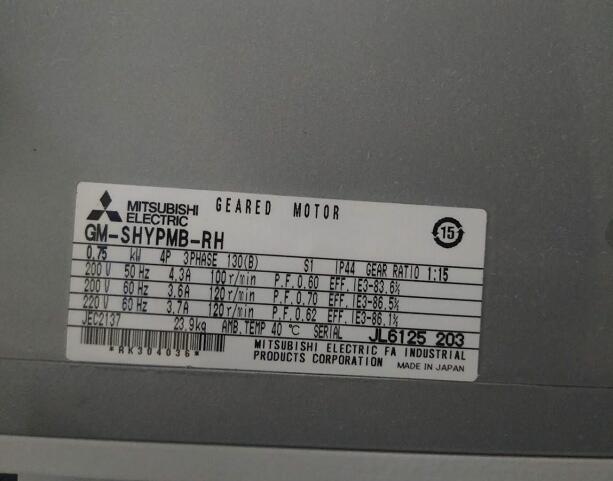 MITSUBISHI
ELECTRIC
GEARED MOTOR
15
GM-SHYPMB-RH
0.75 kW 4P 3PHASE 130(B) S1 IP44 GEAR RATIO 1:15
200 V 50 Hz 4.3A 100r/min P.F.0.60 EFF.IE3-83.6%
200 V 60 Hz 3.6A 120r/min P.F.0.70 EFF.IE3-86.5%
220 V 60 Hz 3.7A 120r/min P.F.0.62 EFF.IE3-86.1%
JEC2137 23.9kg AMB.TEMP 40 ℃ SERIAL JL6125 203
*RK304036*
MITSUBISHI ELECTRIC FA INDUSTRIAL
PRODUCTS CORPORATION MADE IN JAPAN